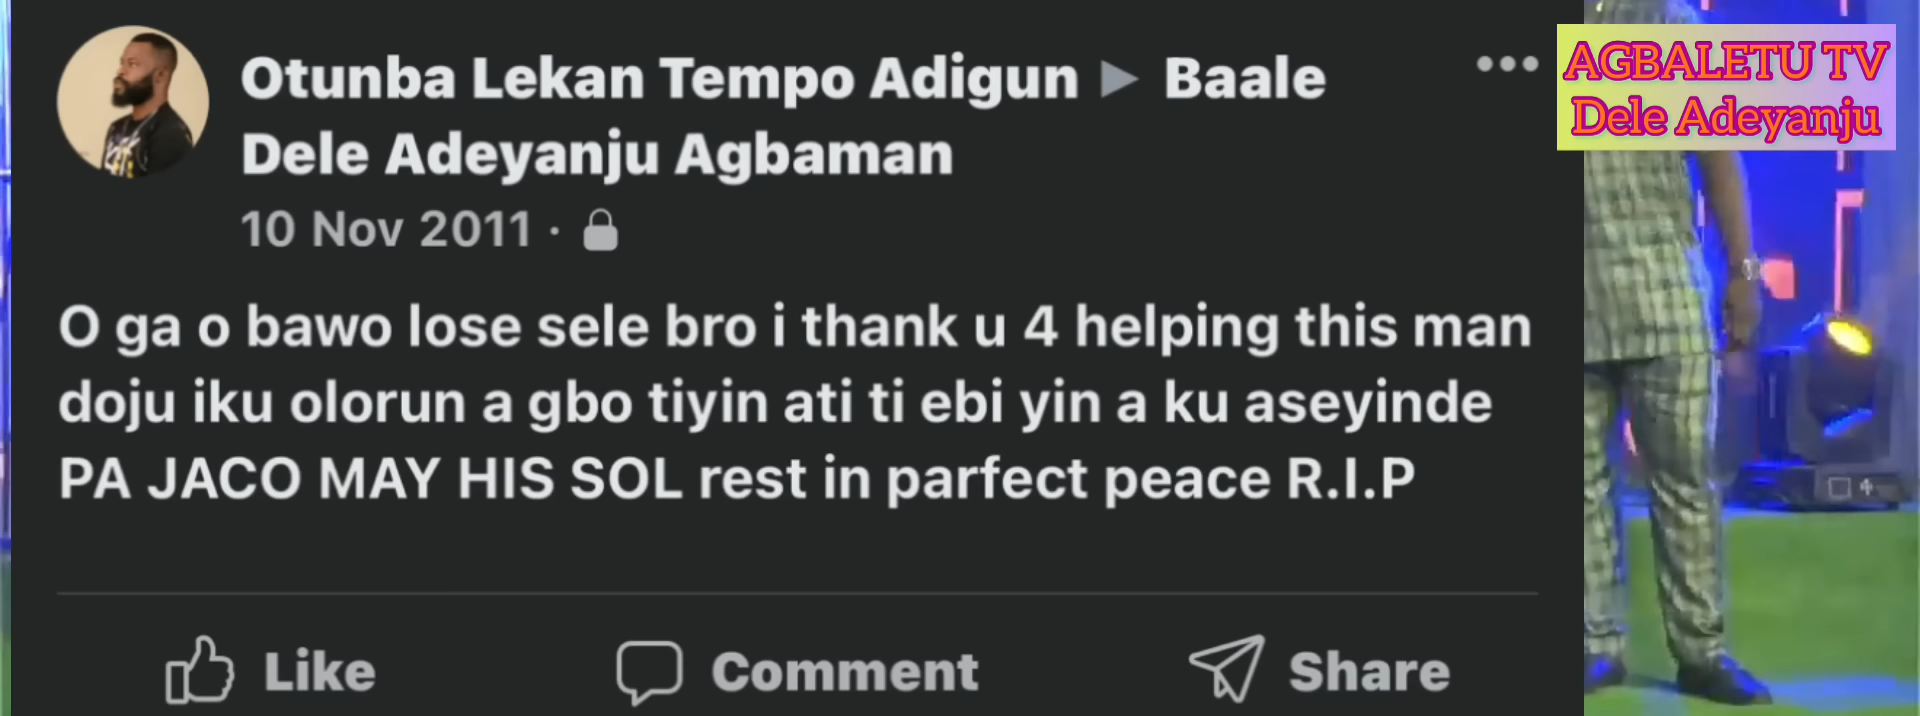 Otunba Lekan Tempo Adigun ▶ Baale
Dele Adeyanju Agbaman
10 Nov 2011 ·
O ga o bawo lose sele bro i thank u 4 helping this man
doju iku olorun a gbo tiyin ati ti ebi yin a ku aseyinde
PA JACO MAY HIS SOL rest in parfect peace R.I.P
Like
Comment
Share
AGBALETU TV
Dele Adeyanju